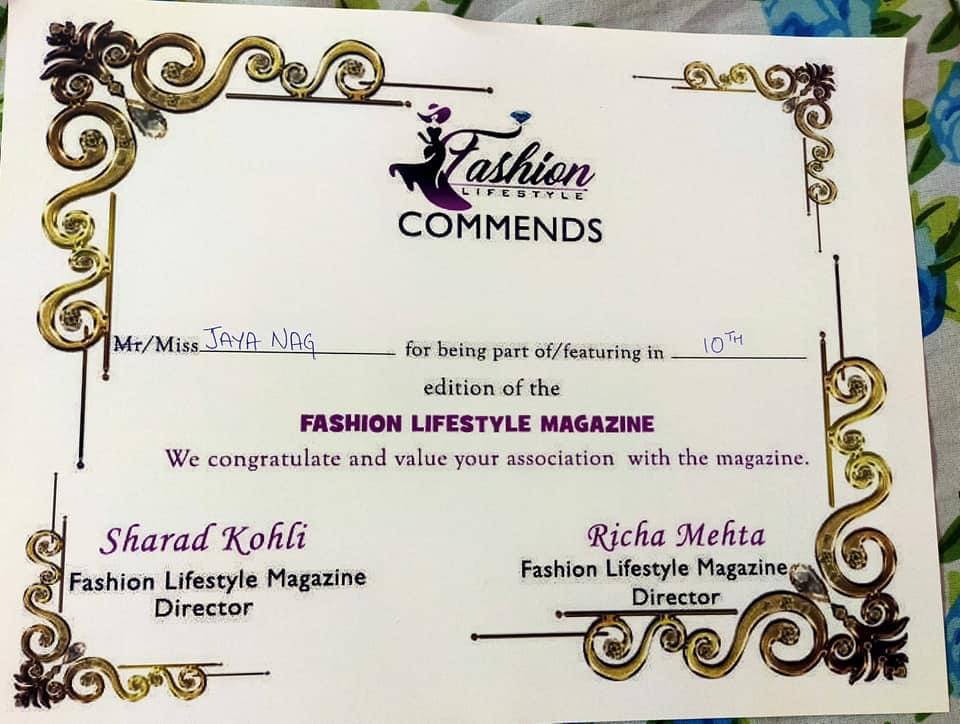 Fashion
LIFESTYLE
COMMENDS
Mr/Miss JAYA NAG for being part of/featuring in 10TH
edition of the
FASHION LIFESTYLE MAGAZINE
We congratulate and value your association with the magazine.
Sharad Kohli
Fashion Lifestyle Magazine
Director
Richa Mehta
Fashion Lifestyle Magazine
Director